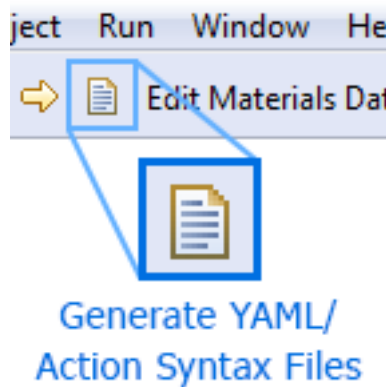 ject Run Window He
Edit Materials Dat
Generate YAML/
Action Syntax Files